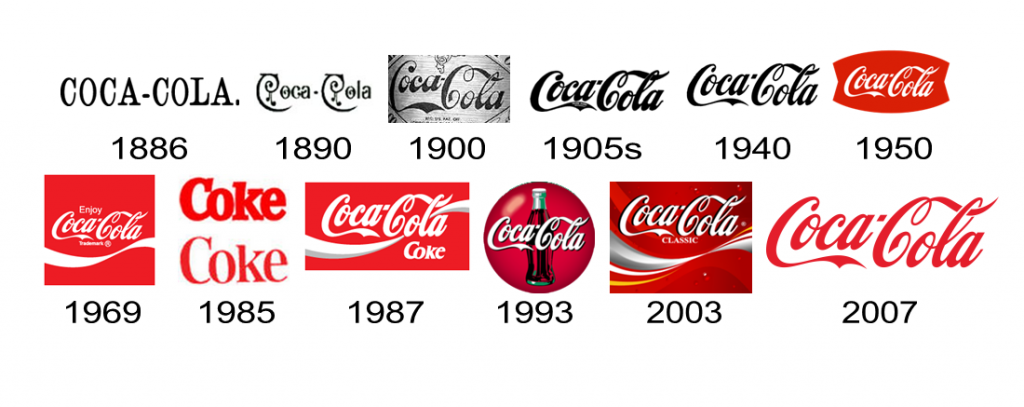 COCA-COLA.
Coca-Cola
Coca-Cola
Coca-Cola
Coca-Cola
Coca-Cola
1886
1890
1900
1905s
1940
1950
Enjoy
Coca-Cola
Trademark ®
Coke
Coke
Coca-Cola
Coke
Coca-Cola
Coca-Cola
CLASSIC
Coca-Cola
1969
1985
1987
1993
2003
2007